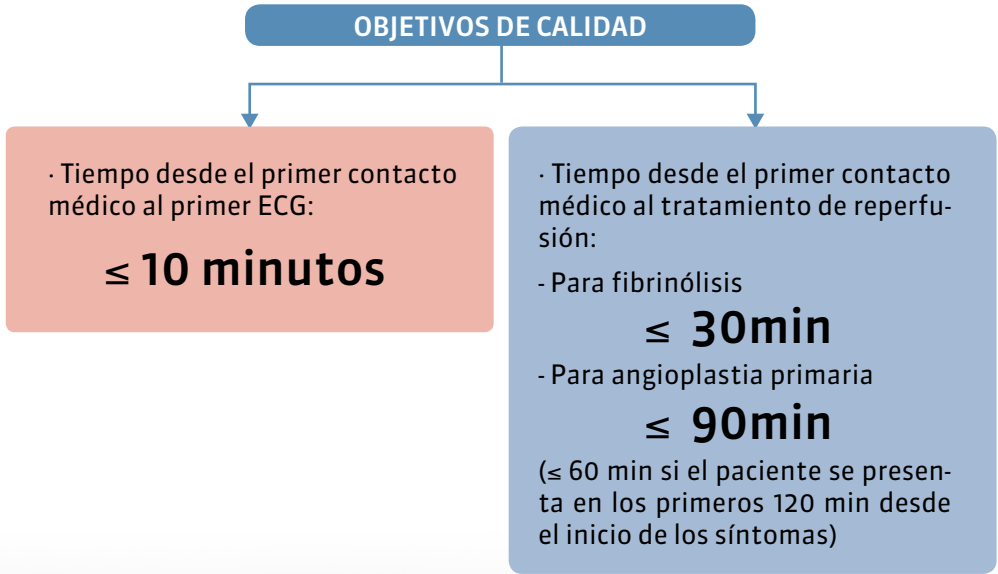 OBJETIVOS DE CALIDAD
· Tiempo desde el primer contacto
médico al primer ECG:
≤ 10 minutos
· Tiempo desde el primer contacto
médico al tratamiento de reperfu-
sión:
- Para fibrinólisis
≤ 30min
- Para angioplastia primaria
≤ 90min
(≤ 60 min si el paciente se presen-
ta en los primeros 120 min desde
el inicio de los síntomas)